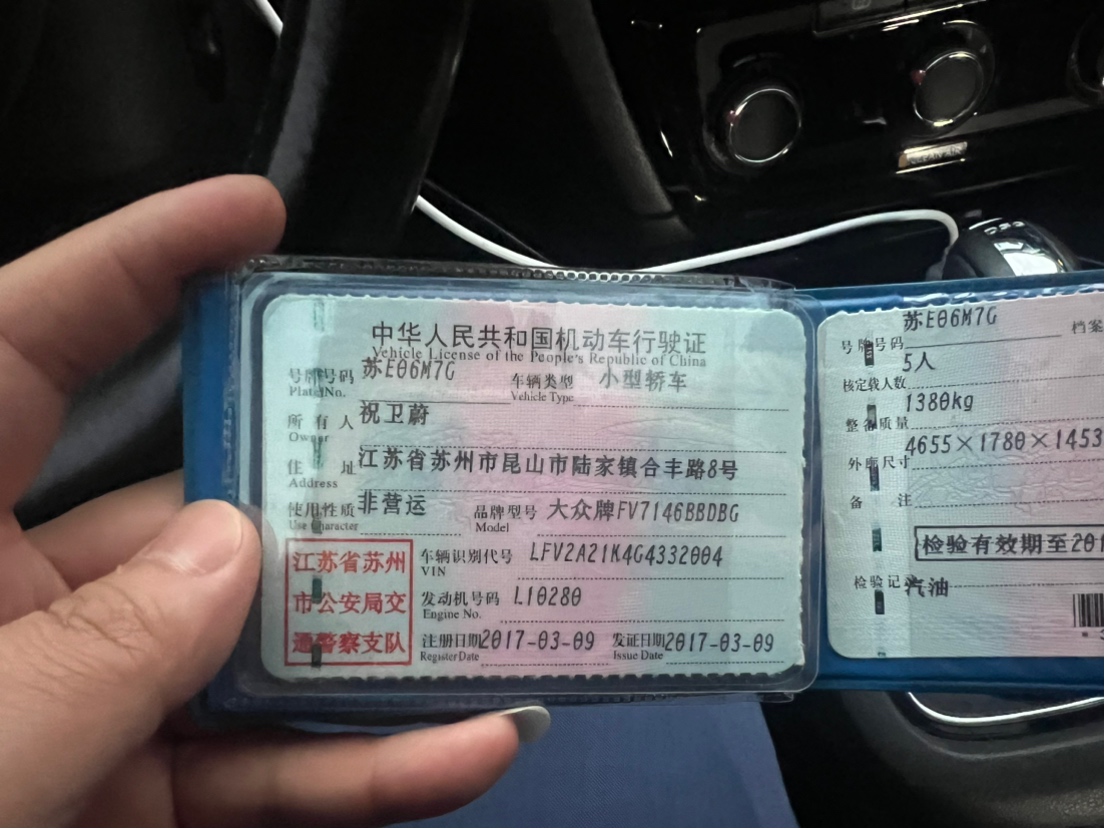 中华人民共和国机动车行驶证
Vehicle License of the People's Republic of China
号牌号码 苏E06M7G 车辆类型 小型轿车
Plate No. Vehicle Type
所有人 祝卫蔚
Owner
住址 江苏省苏州市昆山市陆家镇合丰路8号
Address
使用性质 非营运 品牌型号 大众牌FV7146BBDBG
Use Character Model
江苏省苏州
市公安局交
通警察支队
车辆识别代号 LFV2A21K4G4332004
VIN
发动机号码 L10280
Engine No.
注册日期 2017-03-09 发证日期 2017-03-09
Register Date Issue Date
号牌号码 苏E06M7G 档案
核定载人数 5人
整备质量 1380kg
外廓尺寸 4655×1780×1453
备注
检验有效期至201
检验记 汽油
CLEAN AIR